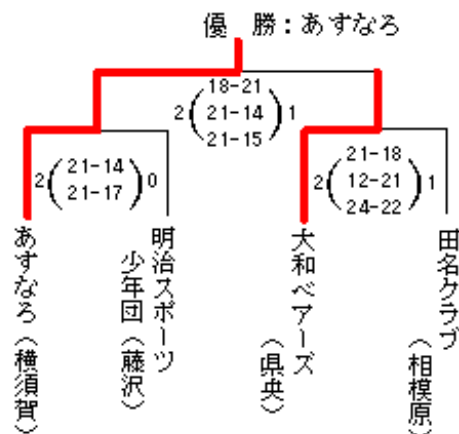 優　勝：あすなろ
18-21
2（21-14）1
21-15
2（21-14
21-17）0
21-18
2（12-21）1
24-22
あすなろ（横須賀）
明治スポーツ
少年団（藤沢）
大和ベアーズ
（県央）
田名クラブ
（相模原）